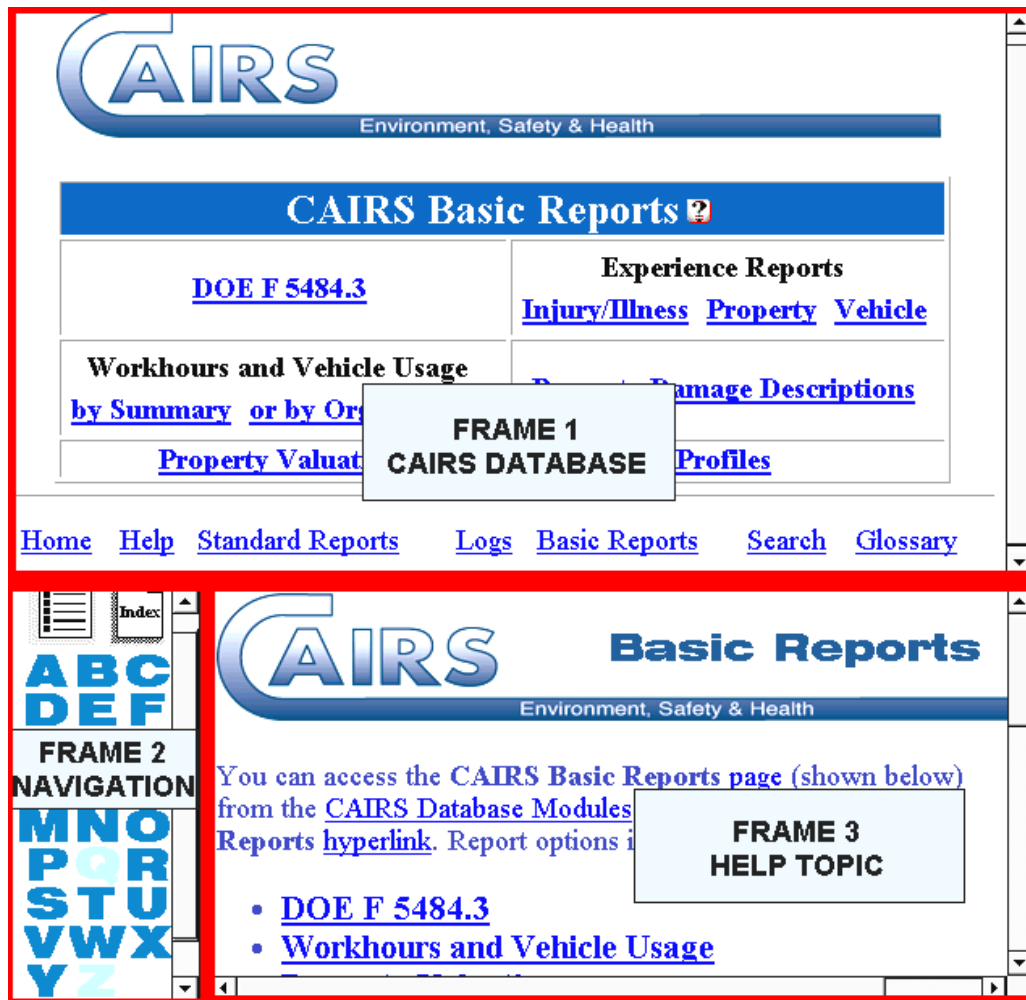 CAIRS
Environment, Safety & Health
CAIRS Basic Reports ?
DOE F 5484.3
Experience Reports
Injury/Illness Property Vehicle
Workhours and Vehicle Usage
by Summary or by Org
Damage Descriptions
Property Valuat
Profiles
FRAME 1
CAIRS DATABASE
Home Help Standard Reports Logs Basic Reports Search Glossary
Index
ABC
DEF
FRAME 2
NAVIGATION
MNO
PQR
STU
VWX
YZ
CAIRS Basic Reports
Environment, Safety & Health
You can access the CAIRS Basic Reports page (shown below)
from the CAIRS Database Modules
Reports hyperlink. Report options i
FRAME 3
HELP TOPIC
• DOE F 5484.3
• Workhours and Vehicle Usage